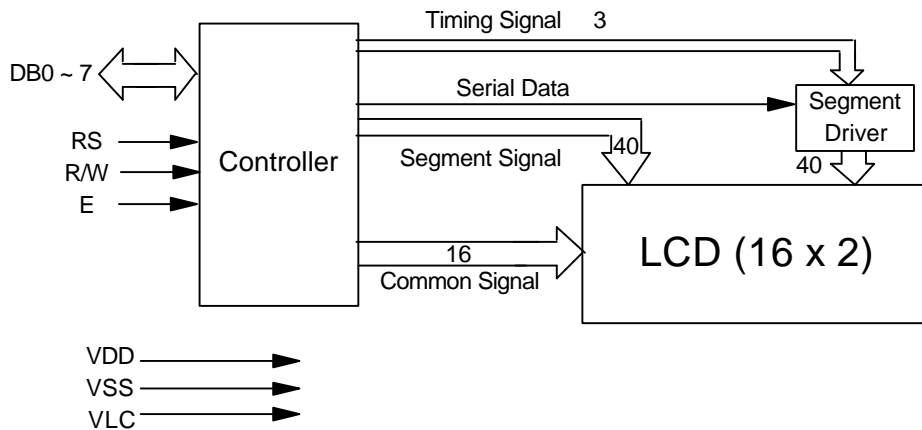 Timing Signal 3
DB0 ~ 7
Serial Data
Segment
Driver
RS
R/W
E
Controller
Segment Signal
40
40
16
Common Signal
LCD (16 x 2)
VDD
VSS
VLC